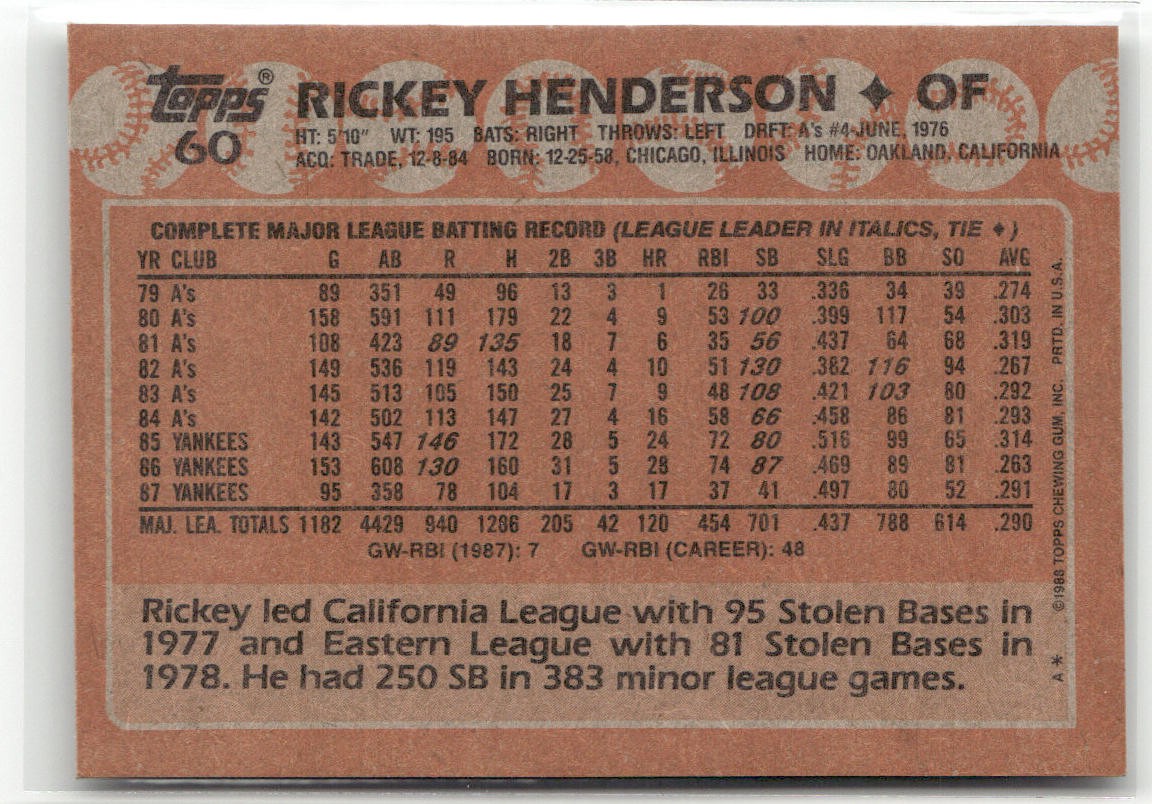 topps® RICKEY HENDERSON ♦ OF
60 HT: 5'10" WT: 195 BATS: RIGHT THROWS: LEFT DRFT: A's #4-JUNE, 1976
ACQ: TRADE, 12-8-84 BORN: 12-25-58, CHICAGO, ILLINOIS HOME: OAKLAND, CALIFORNIA
COMPLETE MAJOR LEAGUE BATTING RECORD (LEAGUE LEADER IN ITALICS, TIE ♦)
YR CLUB G AB R H 2B 3B HR RBI SB SLG BB SO AVG
79 A's 89 351 49 96 13 3 1 26 33 .336 34 39 .274
80 A's 158 591 111 179 22 4 9 53 100 .399 117 54 .303
81 A's 108 423 89 135 18 7 6 35 56 .437 64 68 .319
82 A's 149 536 119 143 24 4 10 51 130 .382 116 94 .267
83 A's 145 513 105 150 25 7 9 48 108 .421 103 80 .292
84 A's 142 502 113 147 27 4 16 58 66 .458 86 81 .293
85 YANKEES 143 547 146 172 28 5 24 72 80 .516 99 65 .314
86 YANKEES 153 608 130 160 31 5 28 74 87 .469 89 81 .263
87 YANKEES 95 358 78 104 17 3 17 37 41 .497 80 52 .291
MAJ. LEA. TOTALS 1182 4429 940 1286 205 42 120 454 701 .437 788 614 .290
GW-RBI (1987): 7 GW-RBI (CAREER): 48
Rickey led California League with 95 Stolen Bases in
1977 and Eastern League with 81 Stolen Bases in
1978. He had 250 SB in 383 minor league games.
A* ©1988 TOPPS CHEWING GUM, INC. PRTD. IN U.S.A.